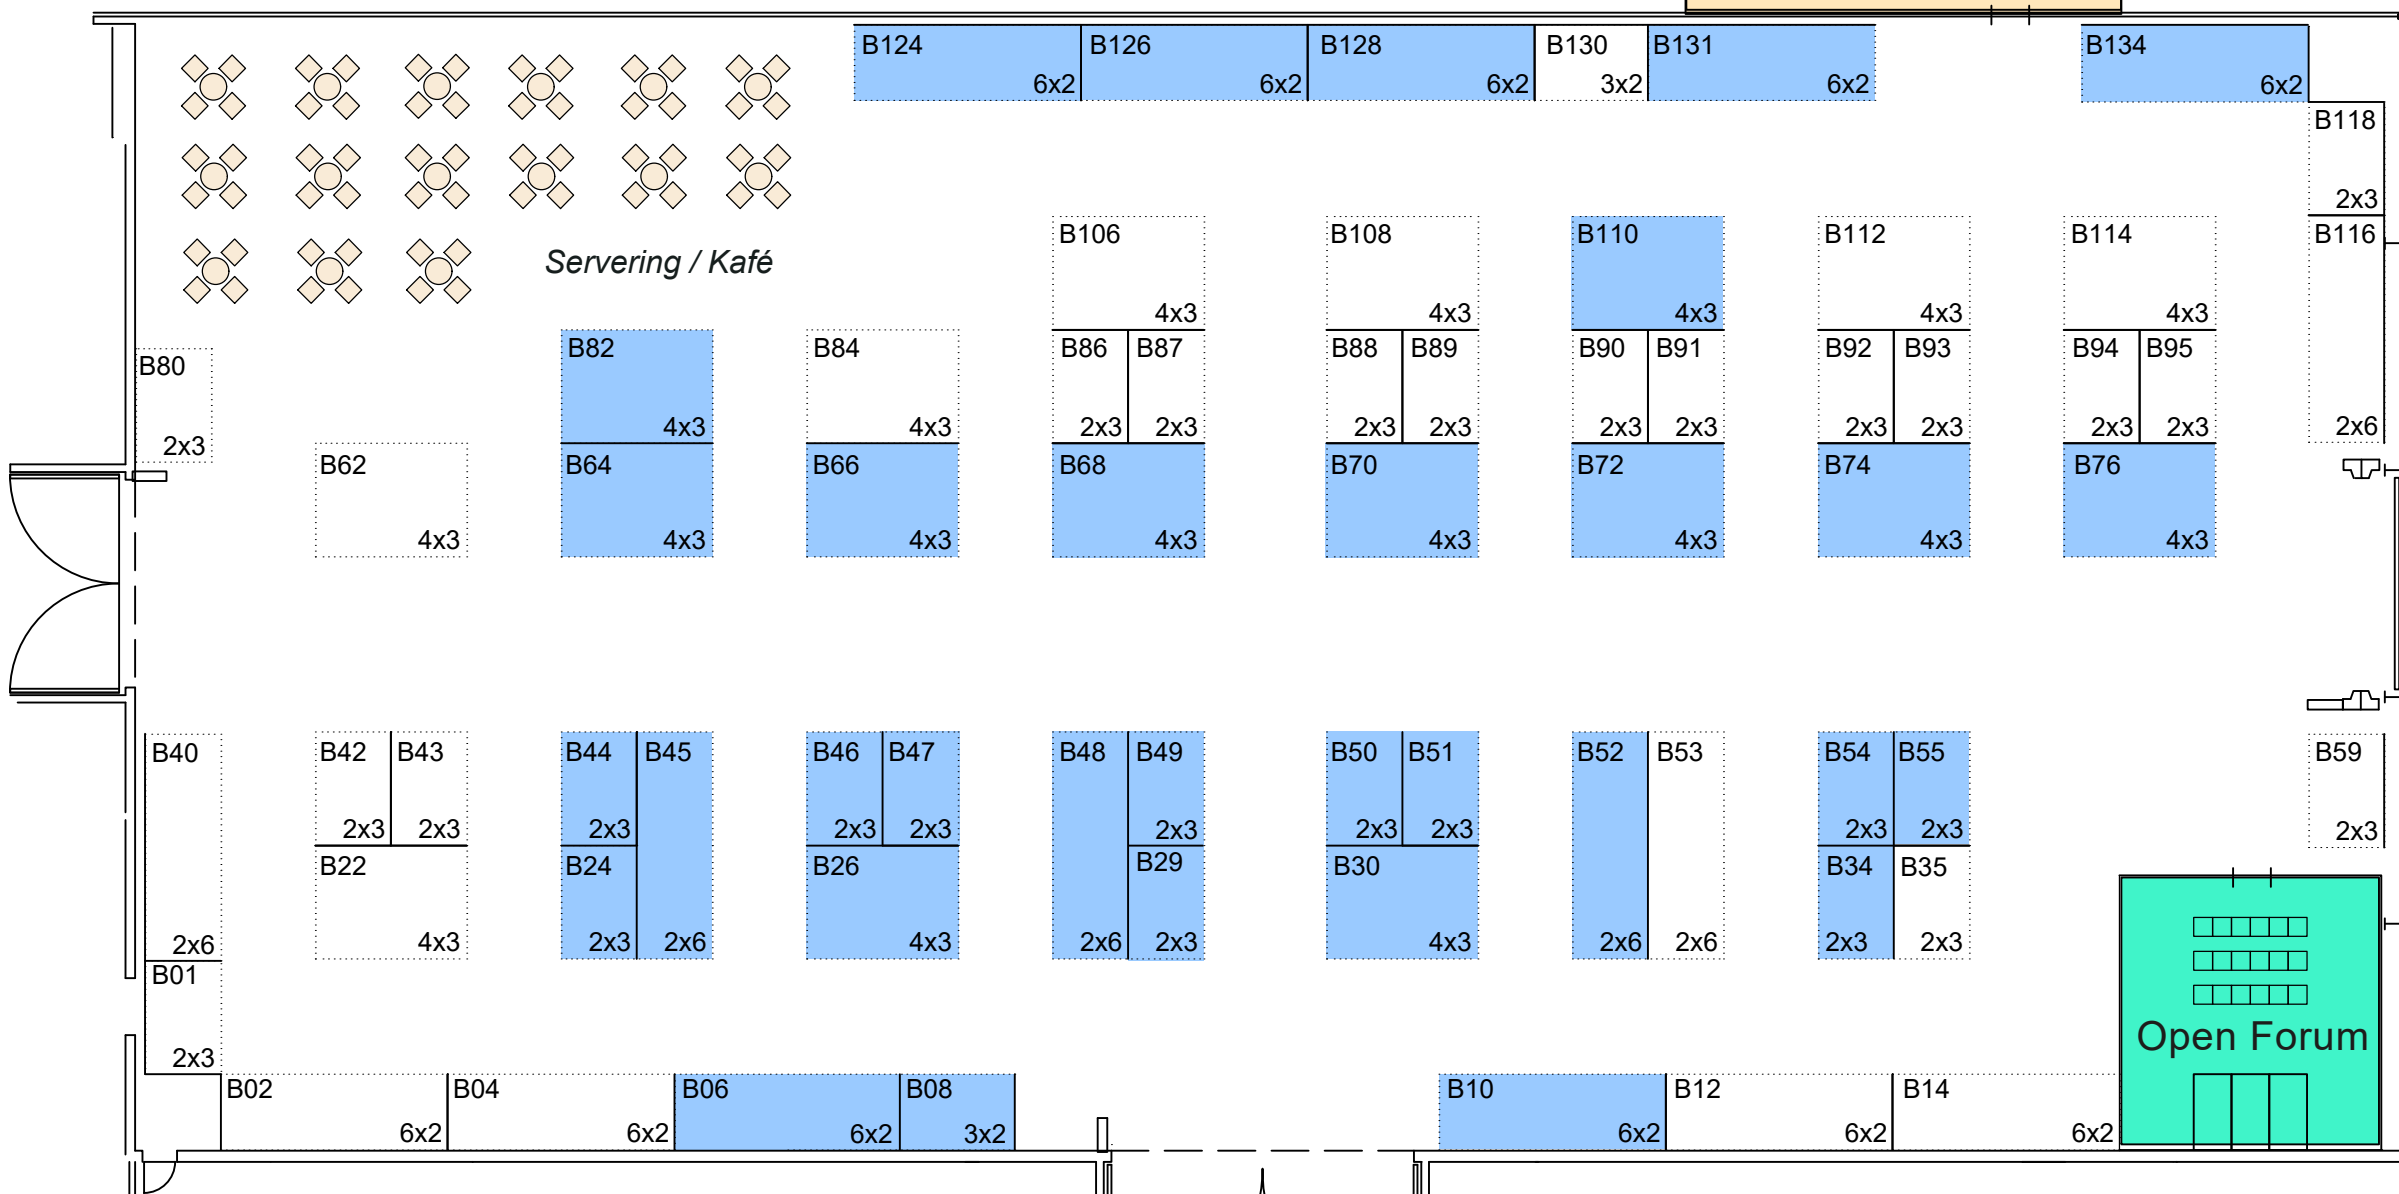 B124
6x2
B126
6x2
B128
6x2
B130
3x2
B131
6x2
B134
6x2
B118
2x3
B116
2x6
Servering / Kafé
B106
4x3
B108
4x3
B110
4x3
B112
4x3
B114
4x3
B80
2x3
B82
4x3
B84
4x3
B86
2x3
B87
2x3
B88
2x3
B89
2x3
B90
2x3
B91
2x3
B92
2x3
B93
2x3
B94
2x3
B95
2x3
B62
4x3
B64
4x3
B66
4x3
B68
4x3
B70
4x3
B72
4x3
B74
4x3
B76
4x3
B40
2x6
B42
2x3
B43
2x3
B44
2x3
B45
2x6
B46
2x3
B47
2x3
B48
2x6
B49
2x3
B50
2x3
B51
2x3
B52
2x6
B53
2x6
B54
2x3
B55
2x3
B59
2x3
B22
4x3
B24
2x3
B26
4x3
B29
2x3
B30
4x3
B34
2x3
B35
2x3
B01
2x3
Open Forum
B02
6x2
B04
6x2
B06
6x2
B08
3x2
B10
6x2
B12
6x2
B14
6x2